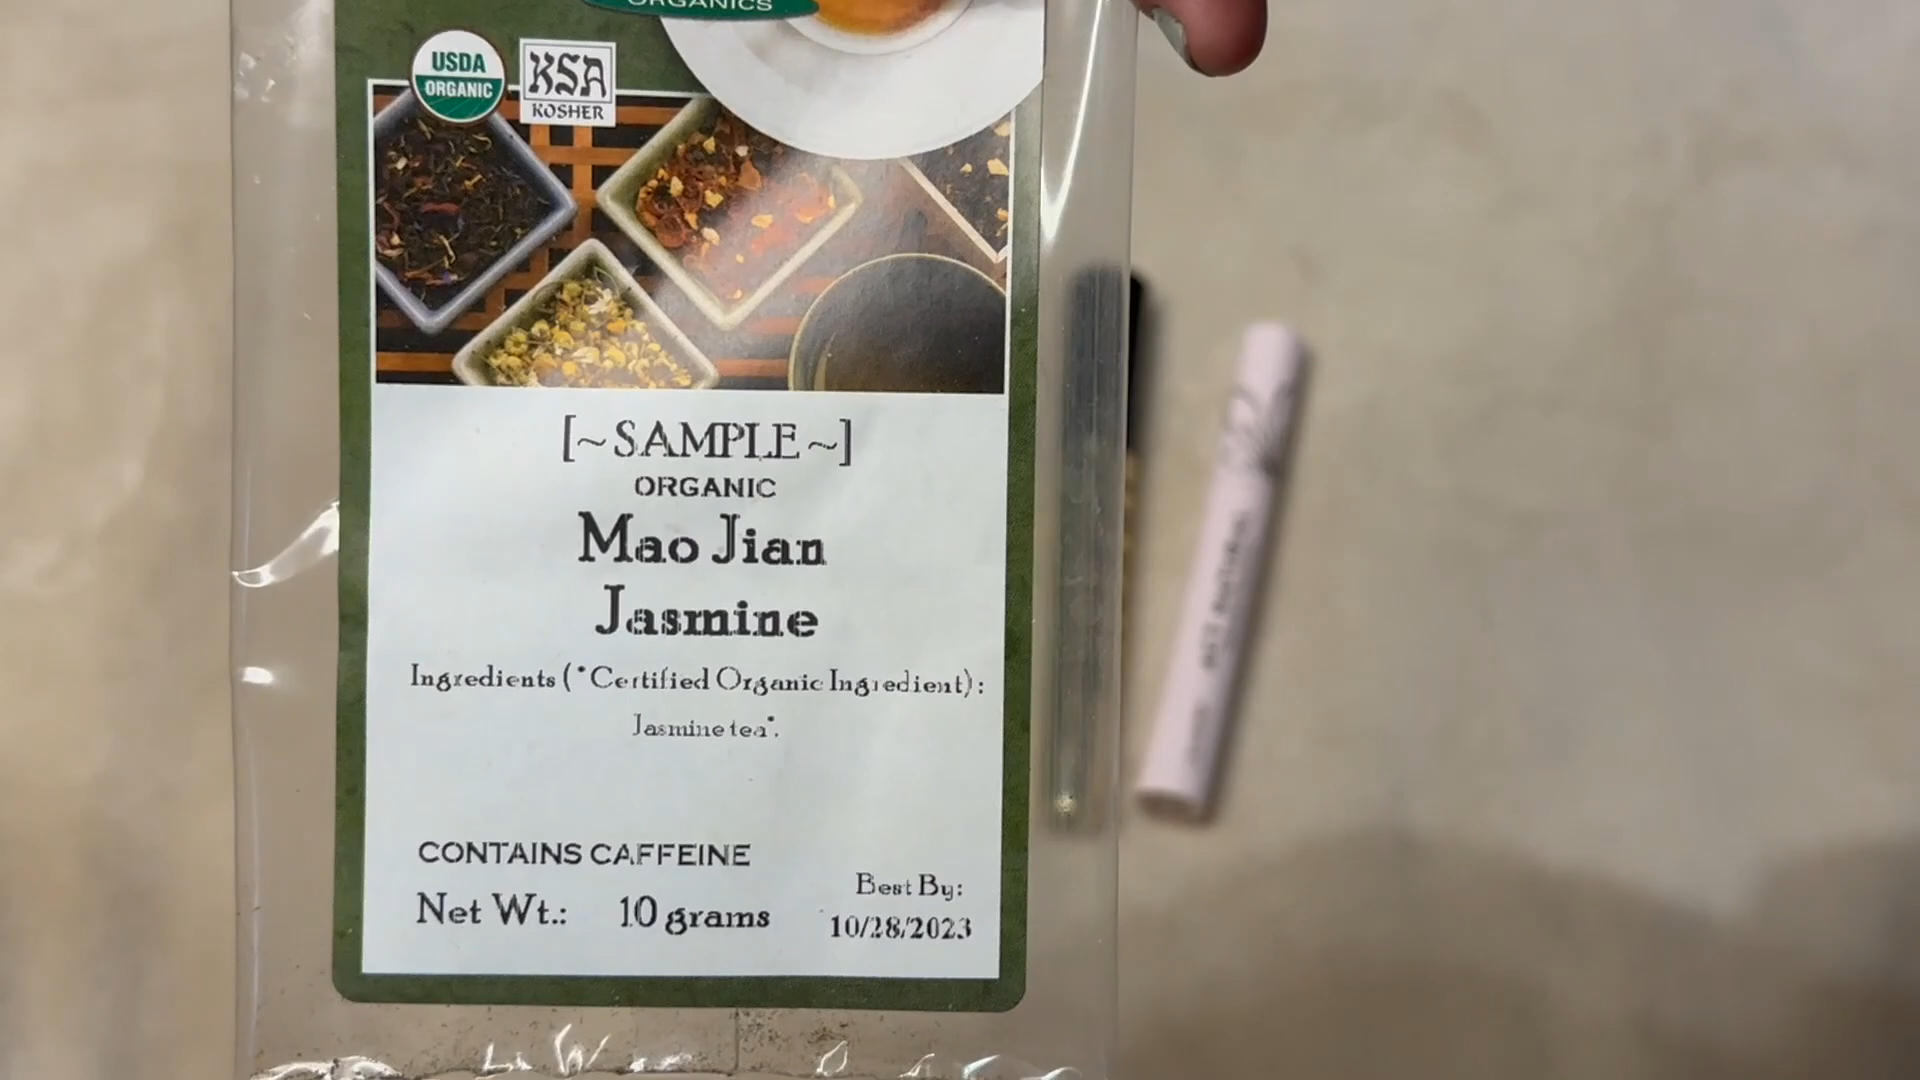 ORGANICS
USDA
ORGANIC
KSA
KOSHER
[~SAMPLE~]
ORGANIC
Mao Jian
Jasmine
Ingredients (*Certified Organic Ingredient):
Jasmine tea*.
CONTAINS CAFFEINE
Net Wt.: 10 grams
Best By:
10/28/2023